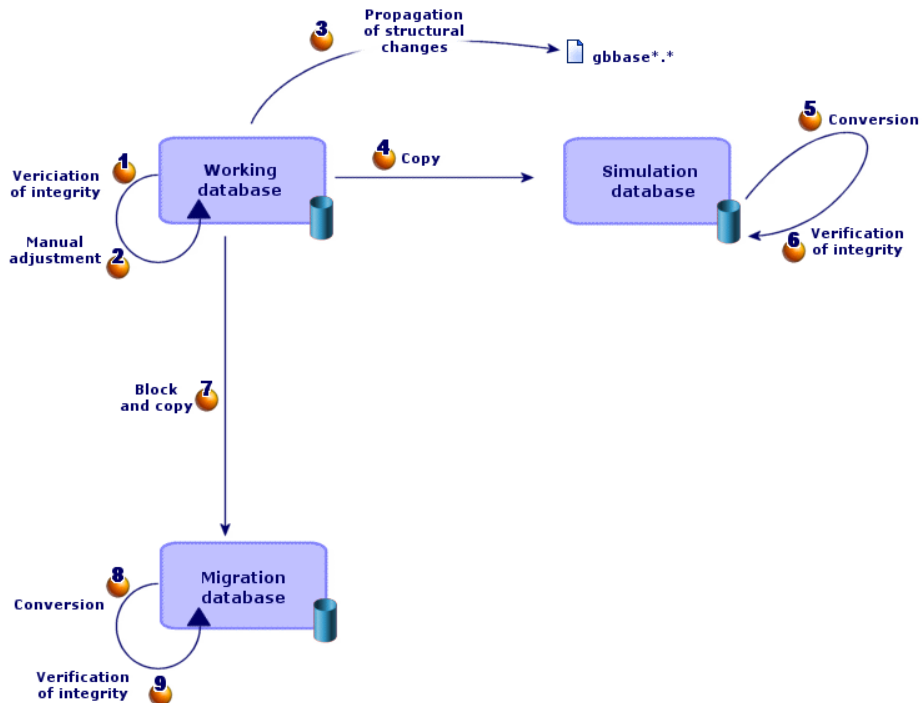 3
Propagation
of structural
changes
gbbase*.*
1
Vericiation
of integrity
Working
database
4
Copy
Simulation
database
5
Conversion
Manual
adjustment
2
6
Verification
of integrity
Block
and copy
7
8
Conversion
Migration
database
Verification
of integrity
9